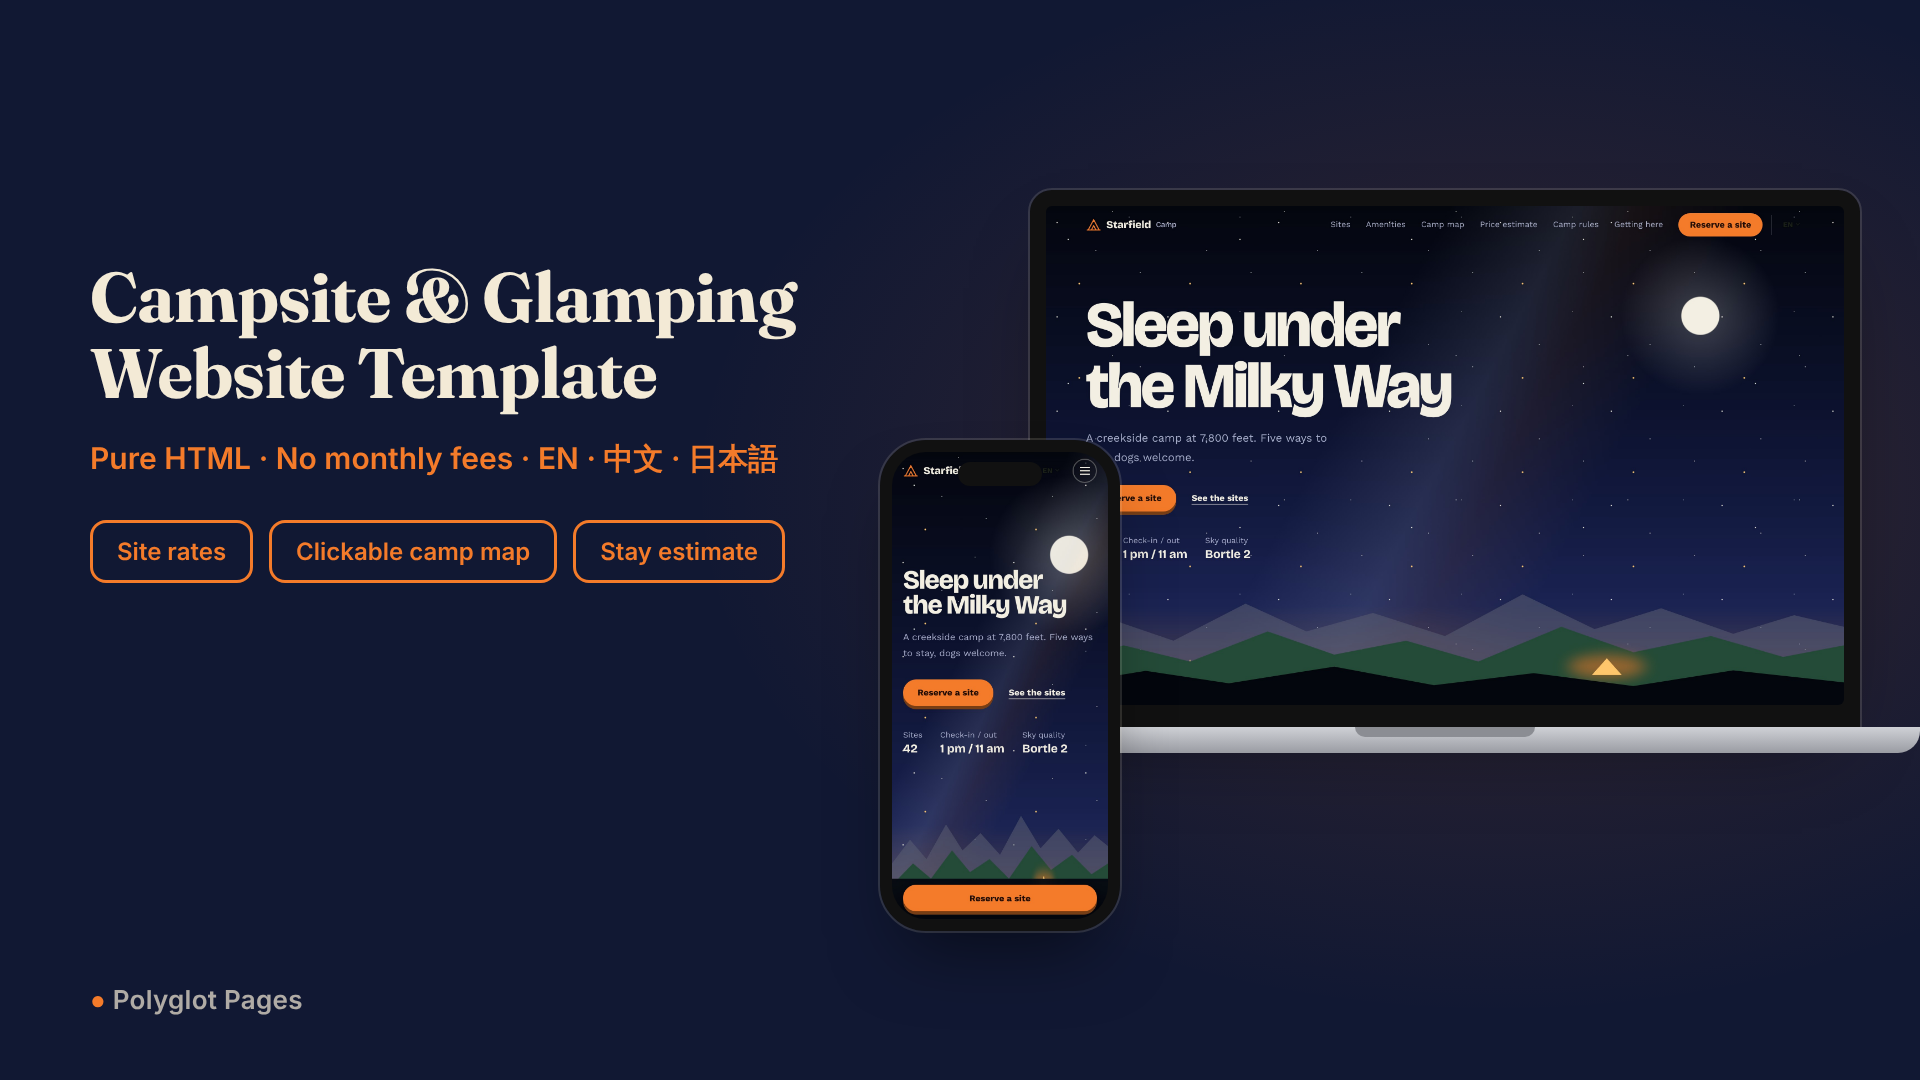 Campsite & Glamping
Website Template
Pure HTML · No monthly fees · EN · 中文 · 日本語
Site rates
Clickable camp map
Stay estimate
Polyglot Pages
Starfield Camp
Sites
Amenities
Camp map
Price estimate
Camp rules
Getting here
Reserve a site
EN
Sleep under
the Milky Way
A creekside camp at 7,800 feet. Five ways to
dogs welcome.
rve a site
See the sites
Check-in / out
Sky quality
1 pm / 11 am
Bortle 2
Starfie
EN
Sleep under
the Milky Way
A creekside camp at 7,800 feet. Five ways
to stay, dogs welcome.
Reserve a site
See the sites
Sites
Check-in / out
Sky quality
42
1 pm / 11 am
Bortle 2
Reserve a site